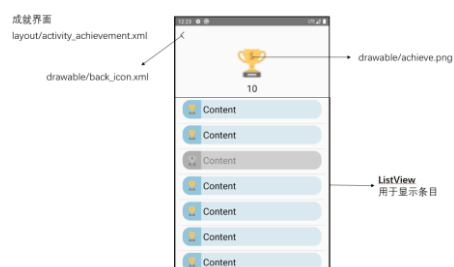 成就界面
layout/activity_achievement.xml
drawable/back_icon.xml
drawable/achieve.png
10
Content
Content
Content
Content
Content
Content
Content
ListView
用于显示条目